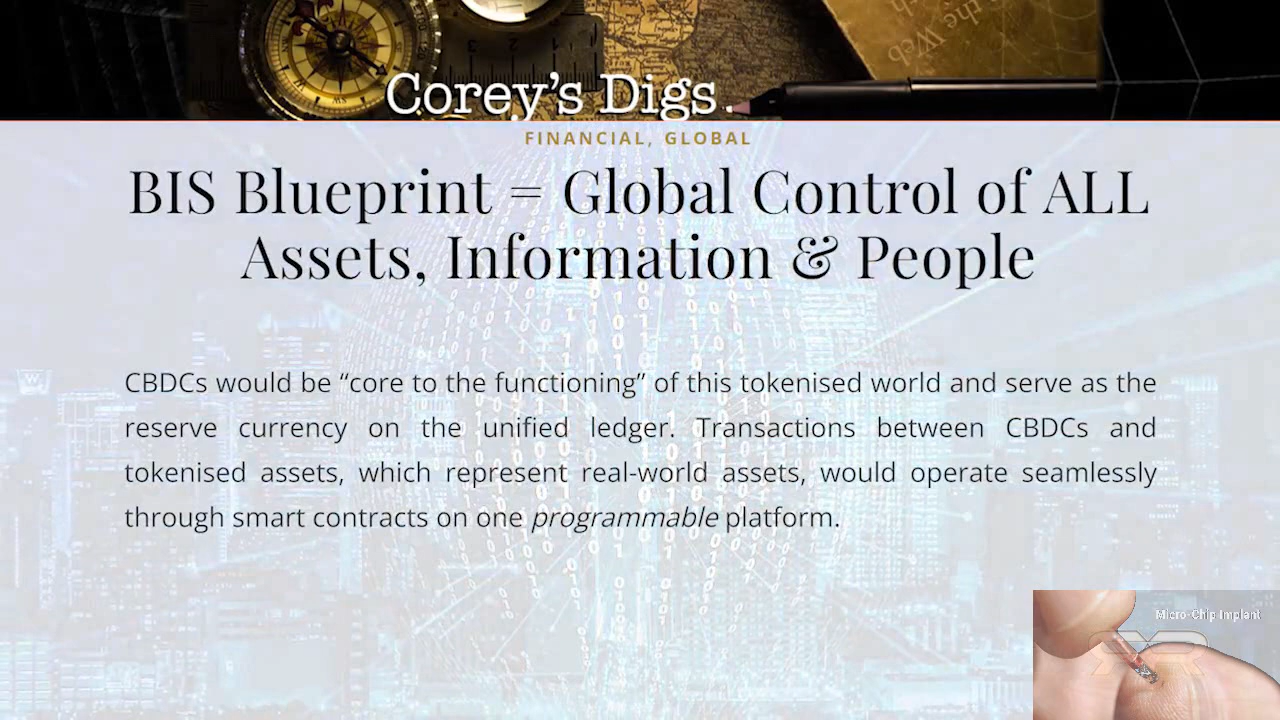 Corey's Digs.
FINANCIAL, GLOBAL
BIS Blueprint = Global Control of ALL
Assets, Information & People
CBDCs would be “core to the functioning” of this tokenised world and serve as the
reserve currency on the unified ledger. Transactions between CBDCs and
tokenised assets, which represent real-world assets, would operate seamlessly
through smart contracts on one programmable platform.
Micro-Chip Implant